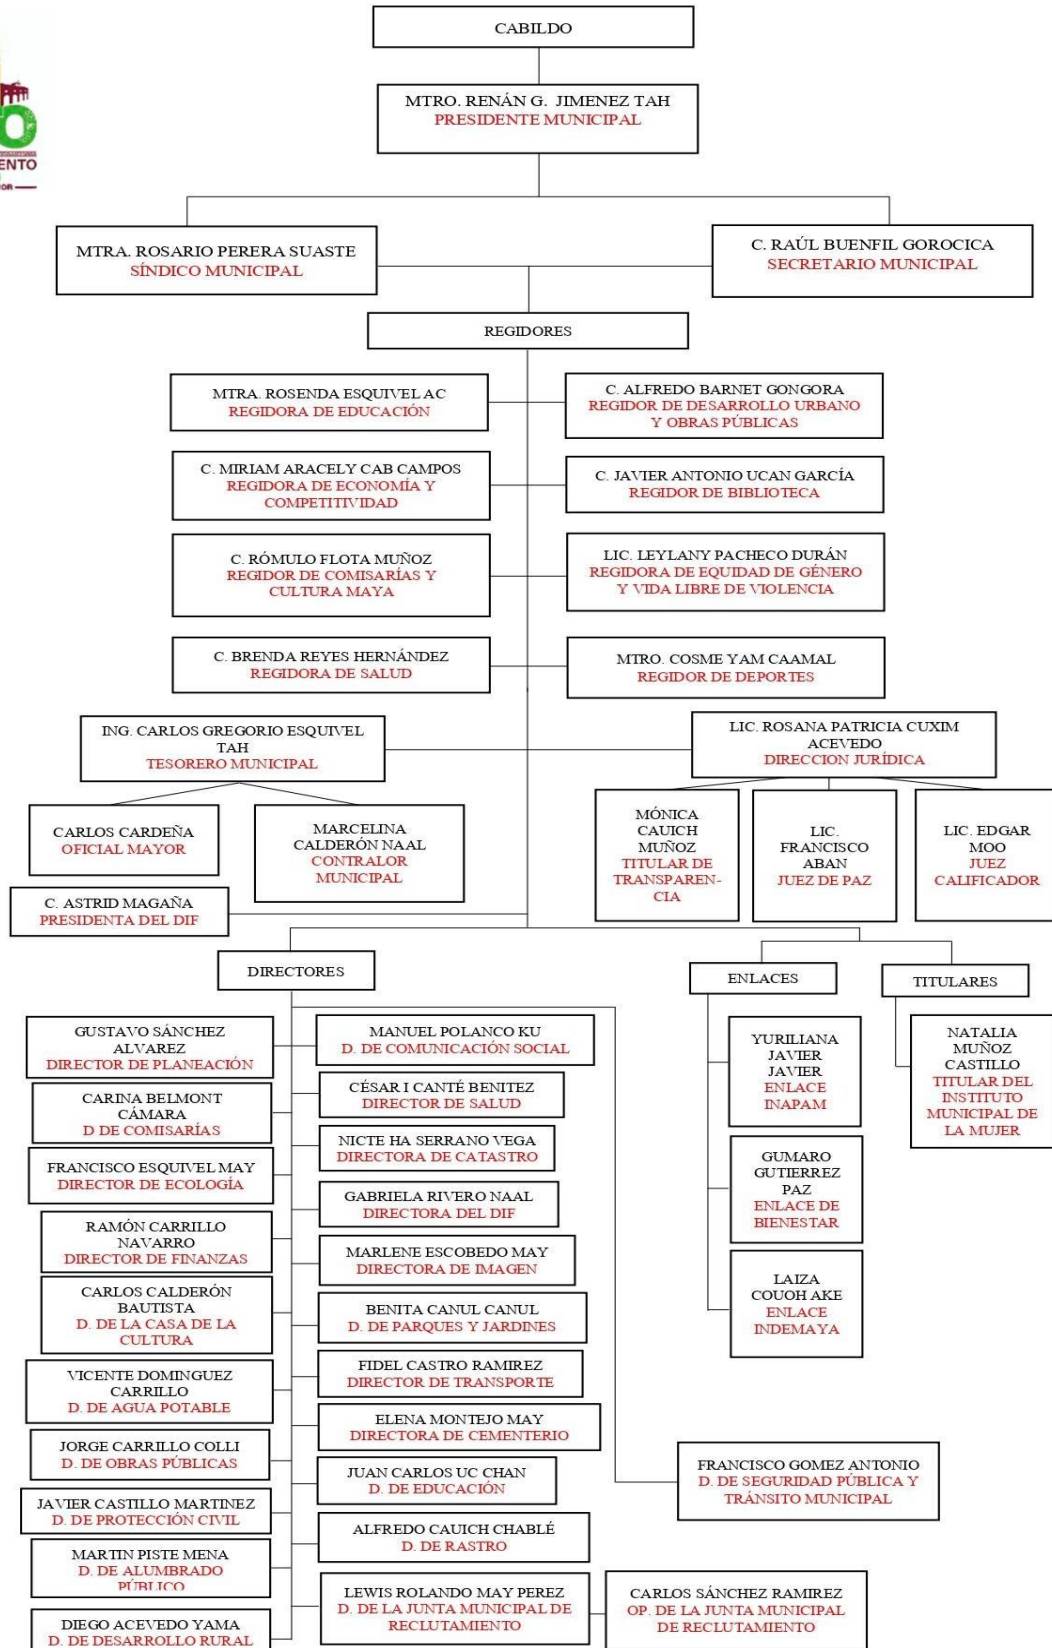 ENTO
CABILDO
MTRO. RENÁN G. JIMENEZ TAH
PRESIDENTE MUNICIPAL
MTRA. ROSARIO PERERA SUASTE
SÍNDICO MUNICIPAL
C. RAÚL BUENFIL GOROCICA
SECRETARIO MUNICIPAL
REGIDORES
MTRA. ROSENDA ESQUIVEL AC
REGIDORA DE EDUCACIÓN
C. ALFREDO BARNET GONGORA
REGIDOR DE DESARROLLO URBANO
Y OBRAS PÚBLICAS
C. MIRIAM ARACELY CAB CAMPOS
REGIDORA DE ECONOMÍA Y
COMPETITIVIDAD
C. JAVIER ANTONIO UCAN GARCÍA
REGIDOR DE BIBLIOTECA
C. RÓMULO FLOTA MUÑOZ
REGIDOR DE COMISARÍAS Y
CULTURA MAYA
LIC. LEYLANY PACHECO DURÁN
REGIDORA DE EQUIDAD DE GÉNERO
Y VIDA LIBRE DE VIOLENCIA
C. BRENDA REYES HERNÁNDEZ
REGIDORA DE SALUD
MTRO. COSME YAM CAAMAL
REGIDOR DE DEPORTES
ING. CARLOS GREGORIO ESQUIVEL
TAH
TESORERO MUNICIPAL
LIC. ROSANA PATRICIA CUXIM
ACEVEDO
DIRECCION JURÍDICA
CARLOS CARDEÑA
OFICIAL MAYOR
MARCELINA
CALDERÓN NAAL
CONTRALOR
MUNICIPAL
MÓNICA
CAUICH
MUÑOZ
TITULAR DE
TRANSPAREN-
CIA
LIC.
FRANCISCO
ABAN
JUEZ DE PAZ
LIC. EDGAR
MOO
JUEZ
CALIFICADOR
C. ASTRID MAGAÑA
PRESIDENTA DEL DIF
DIRECTORES
ENLACES
TITULARES
GUSTAVO SÁNCHEZ
ALVAREZ
DIRECTOR DE PLANEACIÓN
MANUEL POLANCO KU
D. DE COMUNICACIÓN SOCIAL
CARINA BELMONT
CÁMARA
D DE COMISARÍAS
CÉSAR I CANTÉ BENITEZ
DIRECTOR DE SALUD
FRANCISCO ESQUIVEL MAY
DIRECTOR DE ECOLOGÍA
NICTE HA SERRANO VEGA
DIRECTORA DE CATASTRO
RAMÓN CARRILLO
NAVARRO
DIRECTOR DE FINANZAS
GABRIELA RIVERO NAAL
DIRECTORA DEL DIF
CARLOS CALDERÓN
BAUTISTA
D. DE LA CASA DE LA
CULTURA
MARLENE ESCOBEDO MAY
DIRECTORA DE IMAGEN
VICENTE DOMINGUEZ
CARRILLO
D. DE AGUA POTABLE
BENITA CANUL CANUL
D. DE PARQUES Y JARDINES
JORGE CARRILLO COLLI
D. DE OBRAS PÚBLICAS
FIDEL CASTRO RAMIREZ
DIRECTOR DE TRANSPORTE
JAVIER CASTILLO MARTINEZ
D. DE PROTECCIÓN CIVIL
ELENA MONTEJO MAY
DIRECTORA DE CEMENTERIO
MARTIN PISTE MENA
D. DE ALUMBRADO
PÚBLICO
JUAN CARLOS UC CHAN
D. DE EDUCACIÓN
DIEGO ACEVEDO YAMA
D. DE DESARROLLO RURAL
ALFREDO CAUICH CHABLÉ
D. DE RASTRO
LEWIS ROLANDO MAY PEREZ
D. DE LA JUNTA MUNICIPAL DE
RECLUTAMIENTO
CARLOS SÁNCHEZ RAMIREZ
OP. DE LA JUNTA MUNICIPAL
DE RECLUTAMIENTO
FRANCISCO GOMEZ ANTONIO
D. DE SEGURIDAD PÚBLICA Y
TRÁNSITO MUNICIPAL
YURILIANA
JAVIER
JAVIER
ENLACE
INAPAM
GUMARO
GUTIERREZ
PAZ
ENLACE DE
BIENESTAR
LAIZA
COUOH AKE
ENLACE
INDEMAYA
NATALIA
MUÑOZ
CASTILLO
TITULAR DEL
INSTITUTO
MUNICIPAL DE
LA MUJER